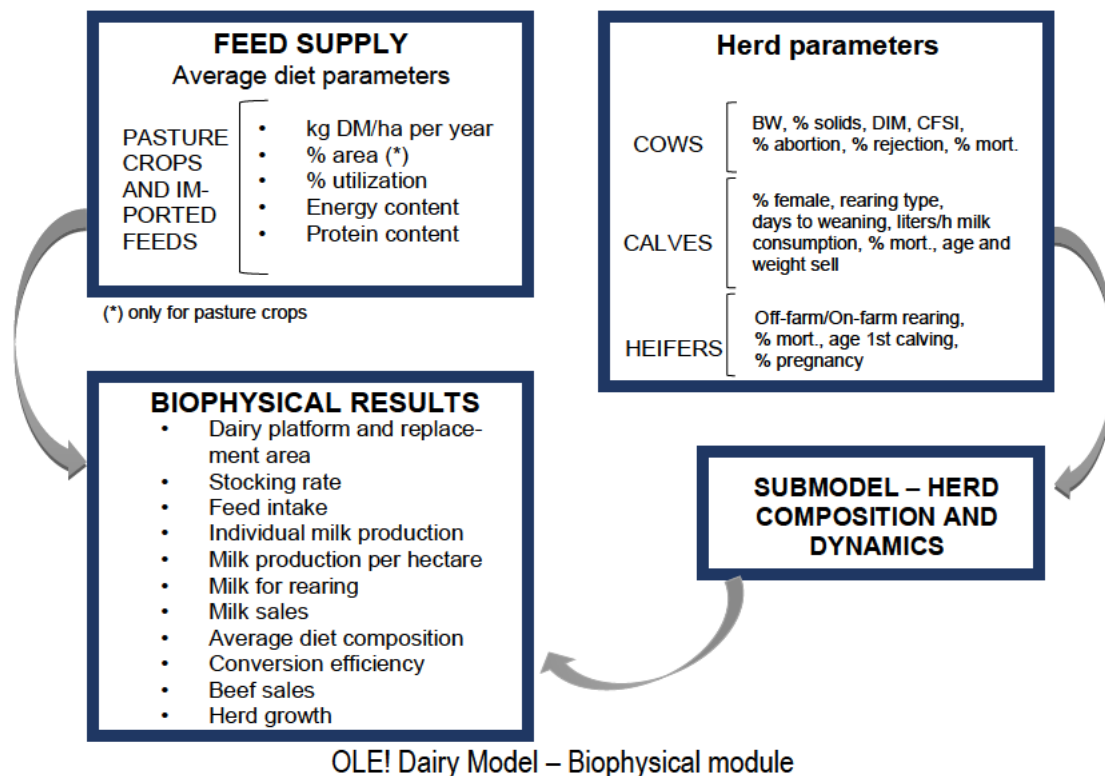 FEED SUPPLY
Average diet parameters
PASTURE
CROPS
AND IM-
PORTED
FEEDS
• kg DM/ha per year
• % area (*)
• % utilization
• Energy content
• Protein content
(*) only for pasture crops
Herd parameters
COWS
BW, % solids, DIM, CFSI,
% abortion, % rejection, % mort.
CALVES
% female, rearing type,
days to weaning, liters/h milk
consumption, % mort., age and
weight sell
HEIFERS
Off-farm/On-farm rearing,
% mort., age 1st calving,
% pregnancy
BIOPHYSICAL RESULTS
• Dairy platform and replace-
ment area
• Stocking rate
• Feed intake
• Individual milk production
• Milk production per hectare
• Milk for rearing
• Milk sales
• Average diet composition
• Conversion efficiency
• Beef sales
• Herd growth
SUBMODEL – HERD
COMPOSITION AND
DYNAMICS
OLE! Dairy Model – Biophysical module